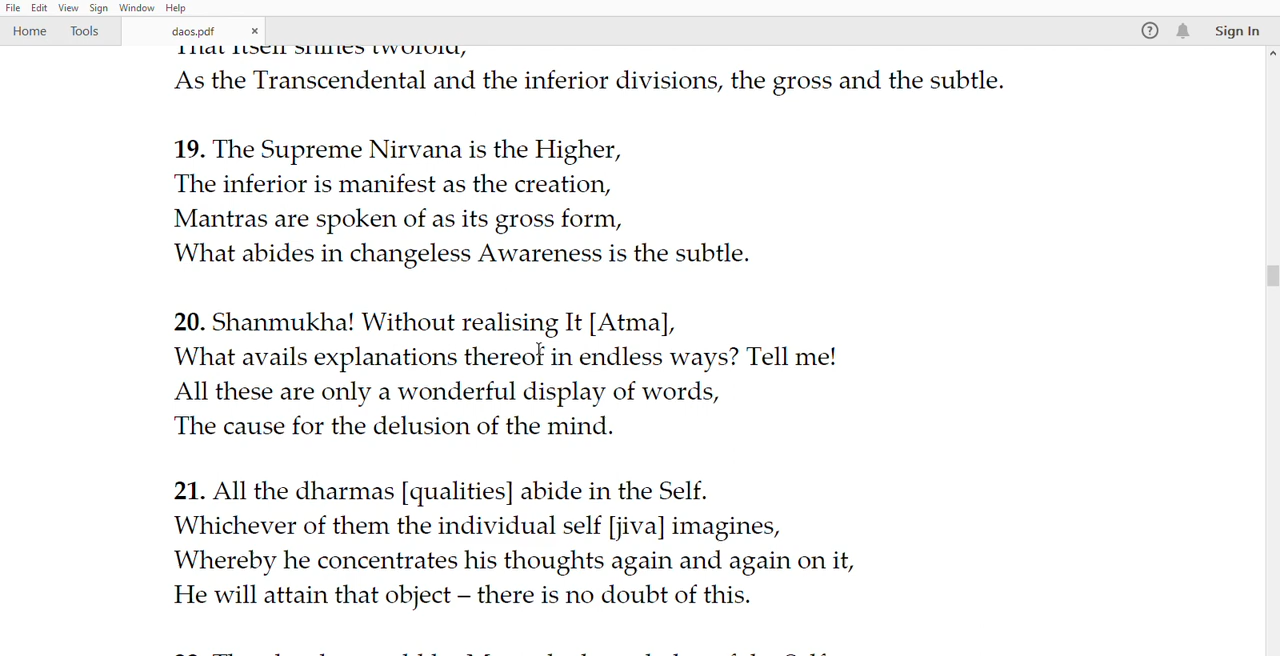 File Edit View Sign Window Help
Home Tools daos.pdf × ? Sign In
That Itself shines twofold,
As the Transcendental and the inferior divisions, the gross and the subtle.
19. The Supreme Nirvana is the Higher,
The inferior is manifest as the creation,
Mantras are spoken of as its gross form,
What abides in changeless Awareness is the subtle.
20. Shanmukha! Without realising It [Atma],
What avails explanations thereof in endless ways? Tell me!
All these are only a wonderful display of words,
The cause for the delusion of the mind.
21. All the dharmas [qualities] abide in the Self.
Whichever of them the individual self [jiva] imagines,
Whereby he concentrates his thoughts again and again on it,
He will attain that object – there is no doubt of this.